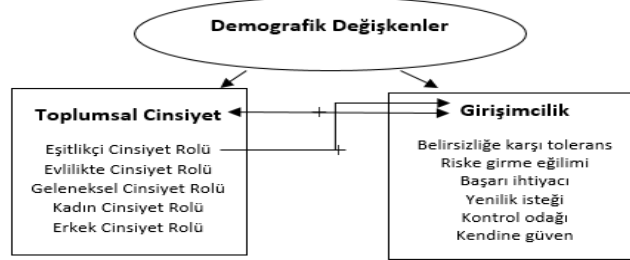 Demografik Değişkenler
Toplumsal Cinsiyet
Eşitlikçi Cinsiyet Rolü
Evlilikte Cinsiyet Rolü
Geleneksel Cinsiyet Rolü
Kadın Cinsiyet Rolü
Erkek Cinsiyet Rolü
+
+
Girişimcilik
Belirsizliğe karşı tolerans
Riske girme eğilimi
Başarı ihtiyacı
Yenilik isteği
Kontrol odağı
Kendine güven